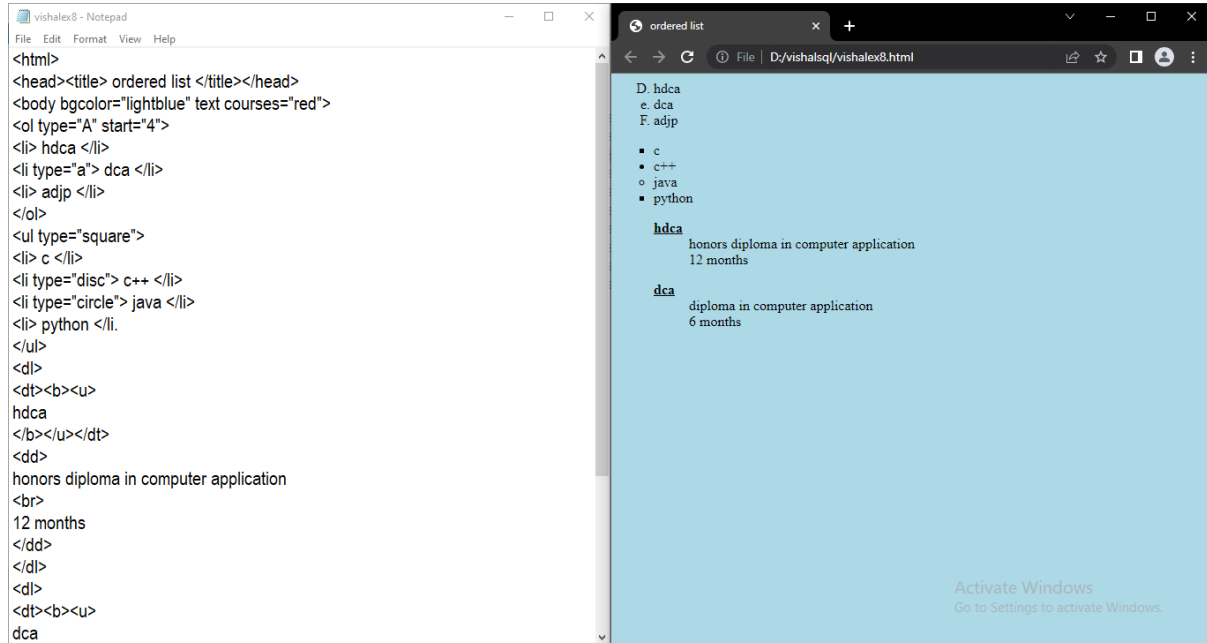 vishalex8 - Notepad
File Edit Format View Help
<html>
<head><title> ordered list </title></head>
<body bgcolor="lightblue" text courses="red">
<ol type="A" start="4">
<li> hdca </li>
<li type="a"> dca </li>
<li> adjp </li>
</ol>
<ul type="square">
<li> c </li>
<li type="disc"> c++ </li>
<li type="circle"> java </li>
<li> python </li.
</ul>
<dl>
<dt><b><u>
hdca
</b></u></dt>
<dd>
honors diploma in computer application
<br>
12 months
</dd>
</dl>
<dl>
<dt><b><u>
dca
ordered list
File D:/vishalsql/vishalex8.html
D. hdca
e. dca
F. adjp
c
c++
java
python
hdca
honors diploma in computer application
12 months
dca
diploma in computer application
6 months
Activate Windows
Go to Settings to activate Windows.